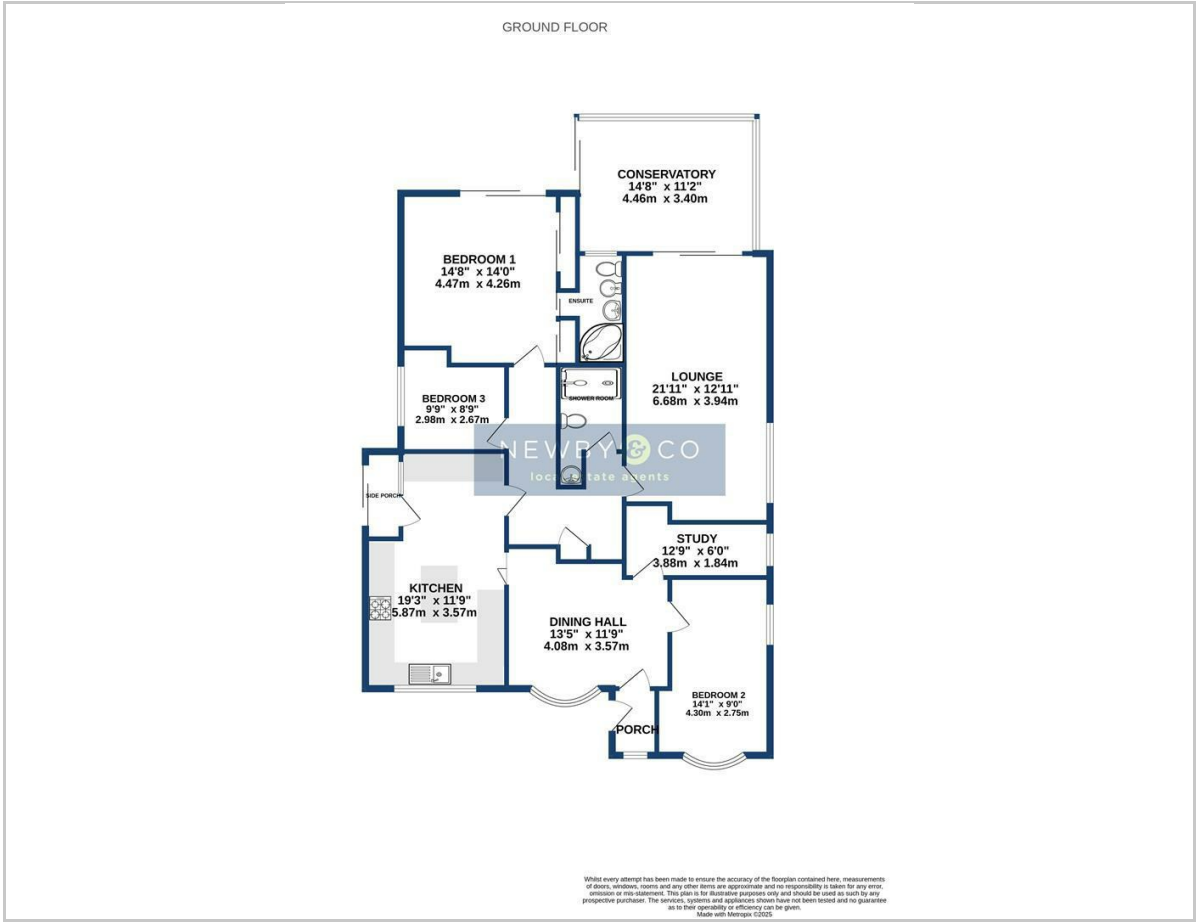 GROUND FLOOR
CONSERVATORY
14'8" x 11'2"
4.46m x 3.40m
BEDROOM 1
14'8" x 14'0"
4.47m x 4.26m
ENSUITE
LOUNGE
21'11" x 12'11"
6.68m x 3.94m
BEDROOM 3
9'9" x 8'9"
2.98m x 2.67m
SHOWER ROOM
NEWBY & CO
local estate agents
SIDE PORCH
STUDY
12'9" x 6'0"
3.88m x 1.84m
KITCHEN
19'3" x 11'9"
5.87m x 3.57m
DINING HALL
13'5" x 11'9"
4.08m x 3.57m
BEDROOM 2
14'1" x 9'0"
4.30m x 2.75m
PORCH
Whilst every attempt has been made to ensure the accuracy of the floorplan contained here, measurements
of doors, windows, rooms and any other items are approximate and no responsibility is taken for any error,
omission or mis-statement. This plan is for illustrative purposes only and should be used as such by any
prospective purchaser. The services, systems and appliances shown have not been tested and no guarantee
as to their operability or efficiency can be given.
Made with Metropix ©2025